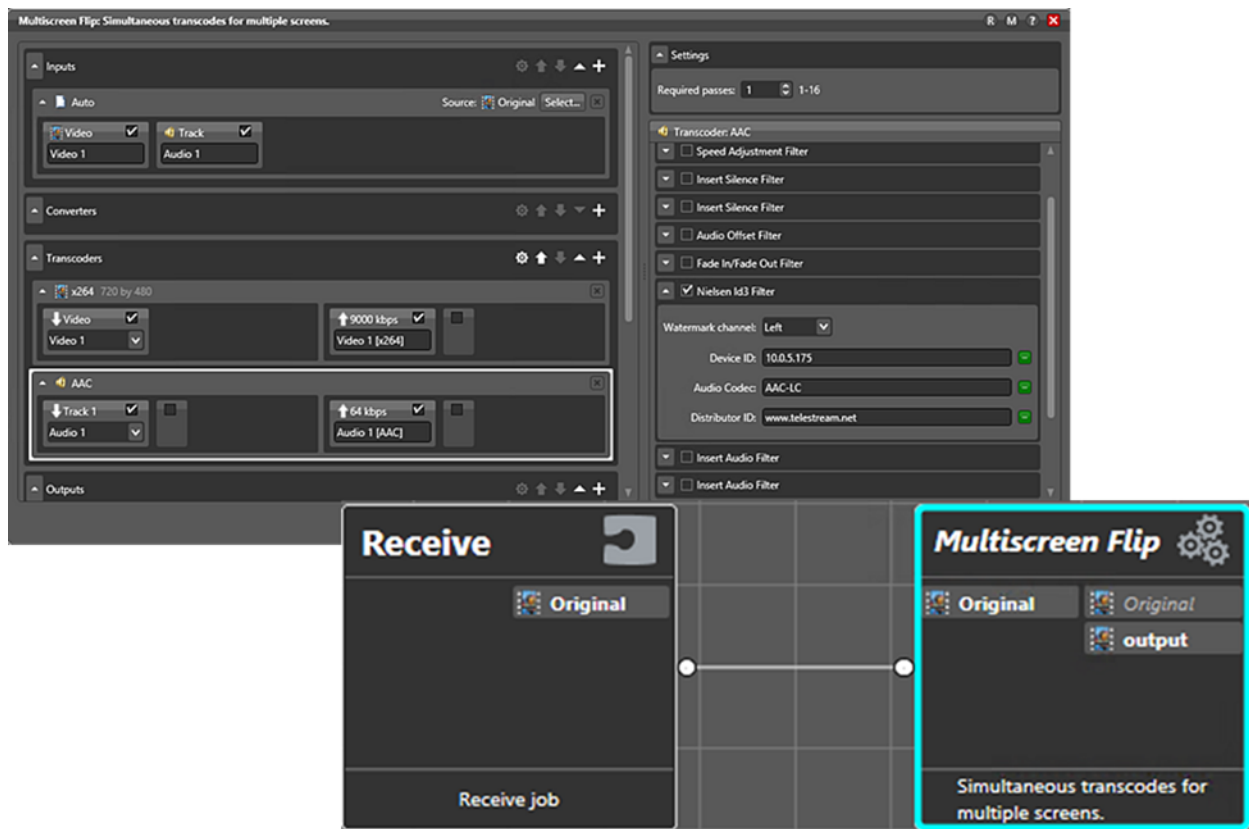 Multiscreen Flip: Simultaneous transcodes for multiple screens.
R M ?
Inputs
Auto
Source: Original Select...
Video Track
Video 1 Audio 1
Converters
Transcoders
x264 720 by 480
Video 9000 kbps
Video 1 Video 1 [x264]
AAC
Track 1 64 kbps
Audio 1 Audio 1 [AAC]
Outputs
Settings
Required passes: 1 1-16
Transcoder: AAC
Speed Adjustment Filter
Insert Silence Filter
Insert Silence Filter
Audio Offset Filter
Fade In/Fade Out Filter
Nielsen Id3 Filter
Watermark channel: Left
Device ID: 10.0.5.175
Audio Codec: AAC-LC
Distributor ID: www.telestream.net
Insert Audio Filter
Insert Audio Filter
Receive
Original
Receive job
Multiscreen Flip
Original Original
output
Simultaneous transcodes for
multiple screens.